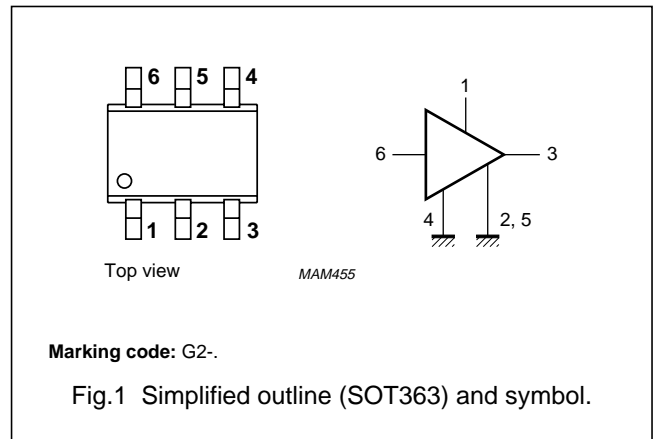 6 5 4
1
6 3
4 2, 5
1 2 3
Top view MAM455
Marking code: G2-.
Fig.1 Simplified outline (SOT363) and symbol.